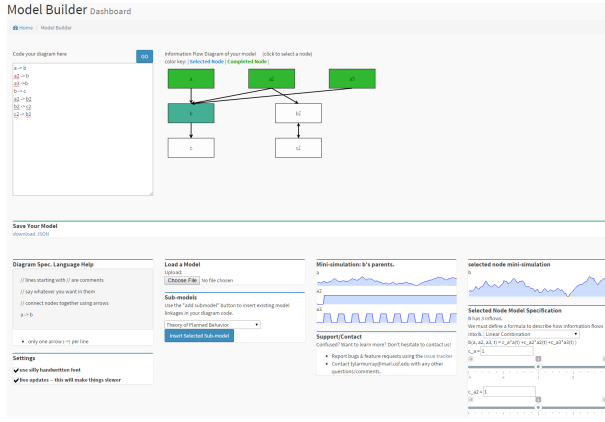 Model Builder Dashboard
Home / Model Builder
Code your diagram here
GO
a -> b
a2 -> b
a3 ->b
b -> c
a2 -> b2
b2 -> c2
c2 -> b2
Information Flow Diagram of your model (click to select a node)
color key: | Selected Node | Completed Node |
a
a2
a3
b
b2
c
c2
Save Your Model
download JSON
Diagram Spec. Language Help
// lines starting with // are comments
// say whatever you want in them
// connect nodes together using arrows
a -> b
only one arrow (->) per line
Settings
use silly handwritten font
live updates -- this will make things slower
Load a Model
Upload:
Choose File No file chosen
Sub-models
Use the "add submodel" button to insert existing model
linkages in your diagram code.
Theory of Planned Behavior
Insert Selected Sub-model
Mini-simulation: b's parents.
a
a2
a3
Support/Contact
Confused? Want to learn more? Don't hesitate to contact us!
Report bugs & feature requests using the issue tracker
Contact tylarmurray@mail.usf.edu with any other
questions/comments.
selected node mini-simulation
b
Selected Node Model Specification
b has 3 inflows.
We must define a formula to describe how information flows
into b. Linear Combination
b(a, a2, a3, t) = c_a*a(t) +c_a2*a2(t) +c_a3*a3(t) )
c_a = 1
c_a2 = 1